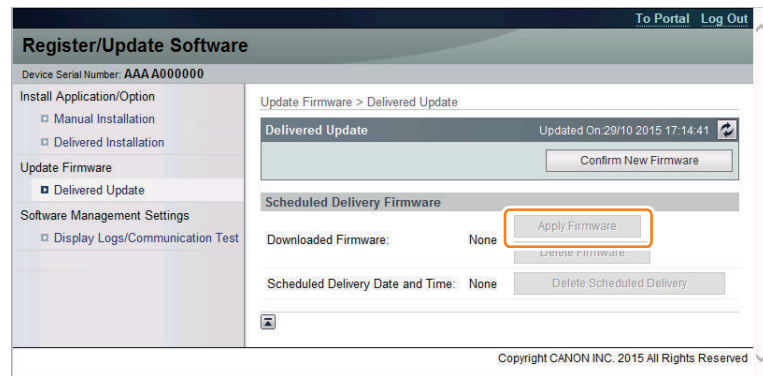 To Portal Log Out
Register/Update Software
Device Serial Number: AAAA000000
Install Application/Option
Manual Installation
Delivered Installation
Update Firmware
Delivered Update
Software Management Settings
Display Logs/Communication Test
Update Firmware > Delivered Update
Delivered Update Updated On:29/10 2015 17:14:41
Confirm New Firmware
Scheduled Delivery Firmware
Apply Firmware
Downloaded Firmware: None
Delete Firmware
Scheduled Delivery Date and Time: None Delete Scheduled Delivery
Copyright CANON INC. 2015 All Rights Reserved